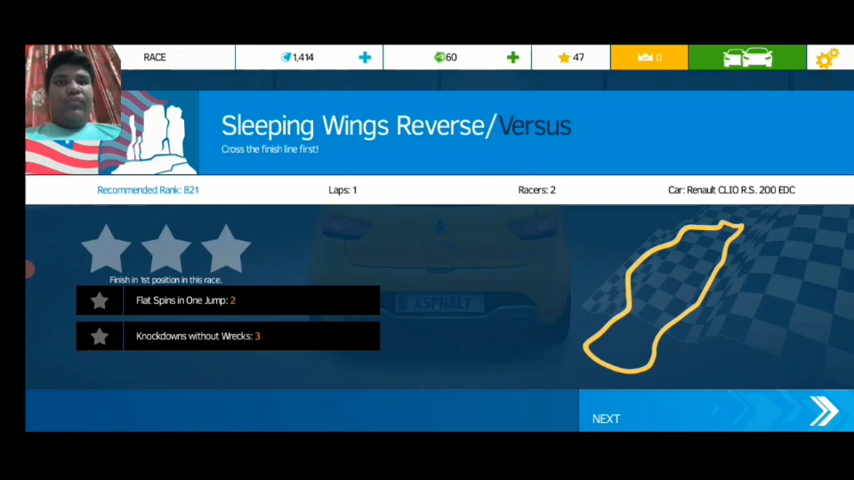 RACE
1,414
60
47
0
Sleeping Wings Reverse/Versus
Cross the finish line first!
Recommended Rank: 821
Laps: 1
Racers: 2
Car: Renault CLIO R.S. 200 EDC
Finish in 1st position in this race.
Flat Spins in One Jump: 2
Knockdowns without Wrecks: 3
ASPHALT
NEXT